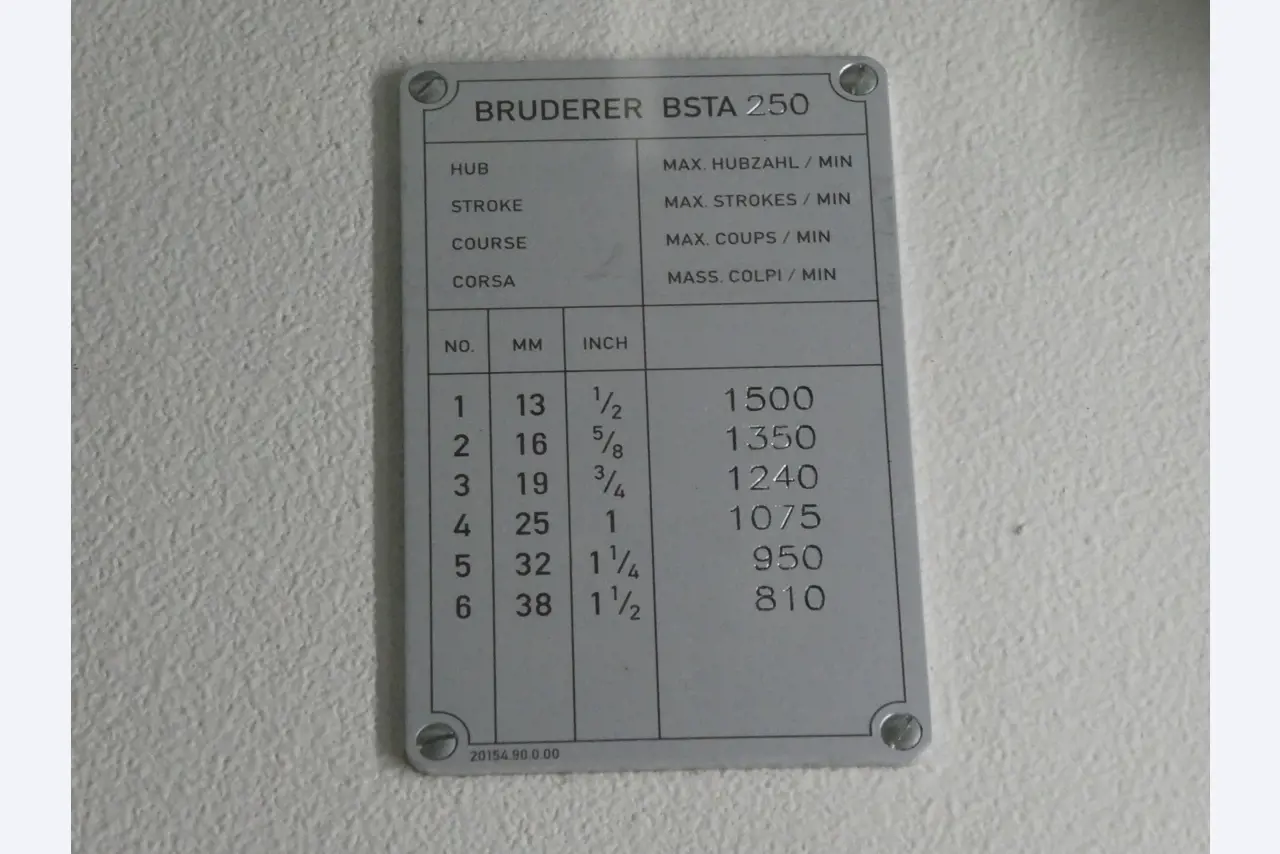 BRUDERER BSTA 250
HUB MAX. HUBZAHL / MIN
STROKE MAX. STROKES / MIN
COURSE MAX. COUPS / MIN
CORSA MASS. COLPI / MIN
NO. MM INCH
1 13 1/2 1500
2 16 5/8 1350
3 19 3/4 1240
4 25 1 1075
5 32 1 1/4 950
6 38 1 1/2 810
20154.90.0.00